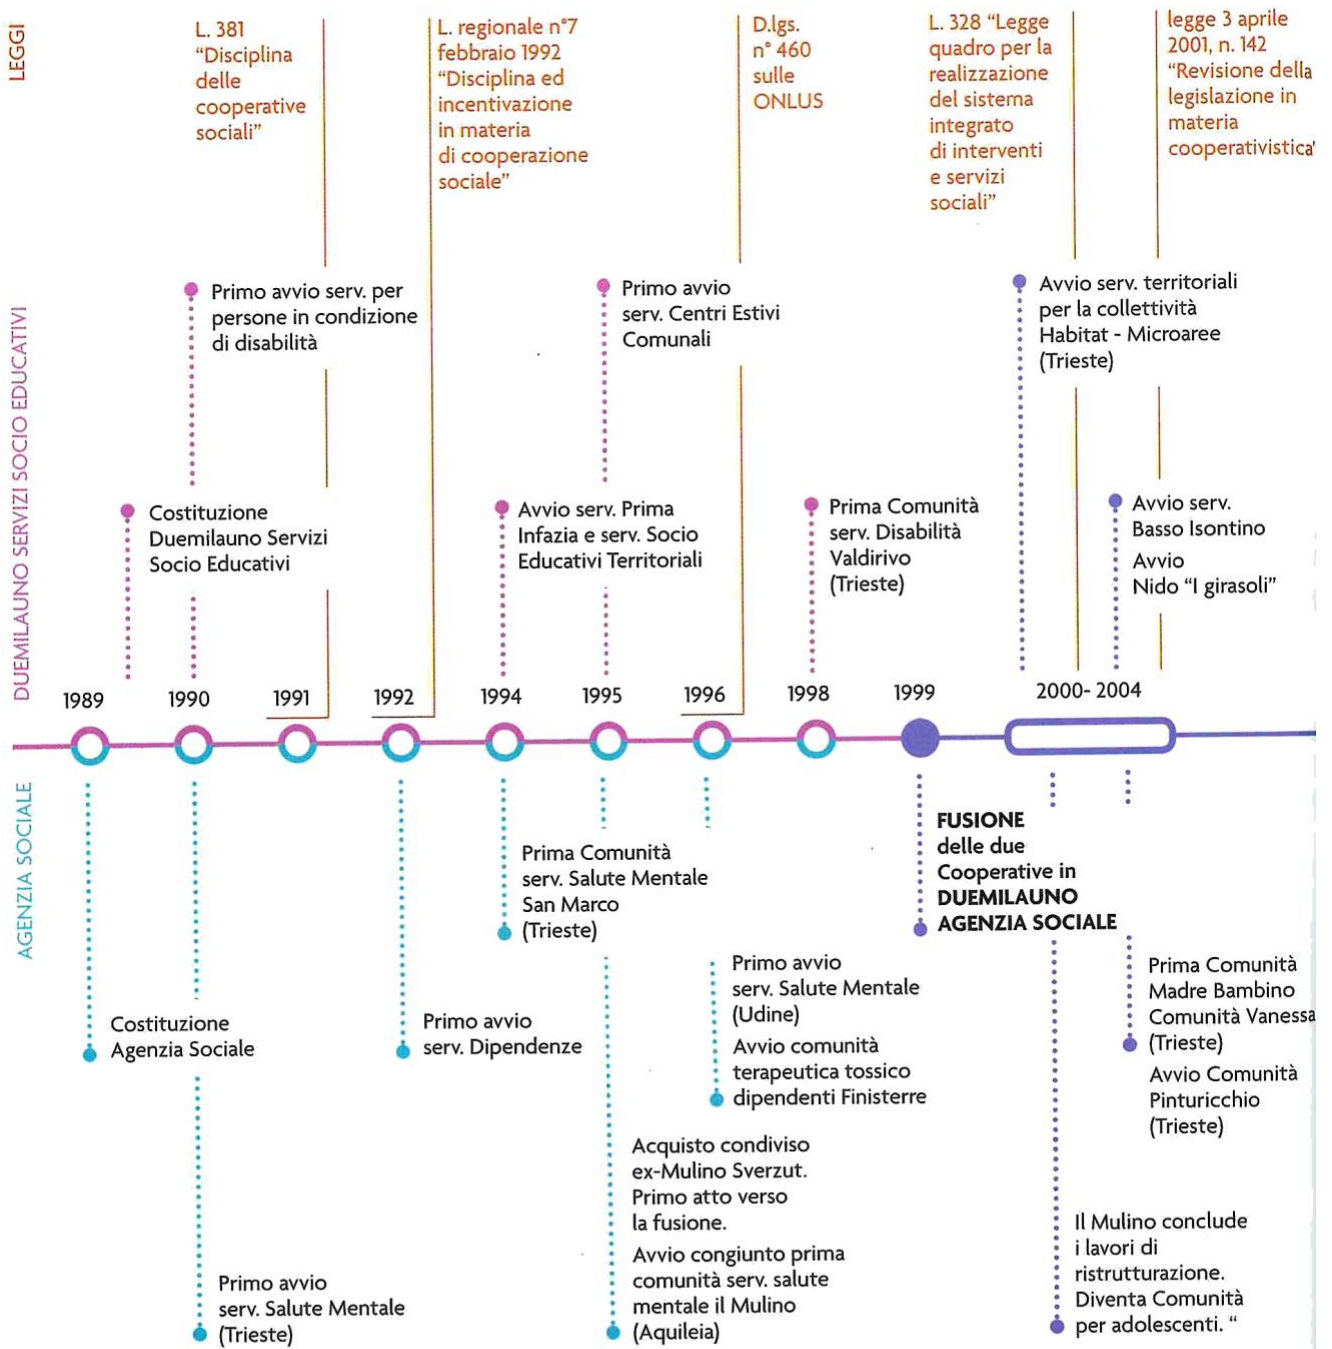 LEGGI
L. 381
“Disciplina
delle
cooperative
sociali”
L. regionale n°7
febbraio 1992
“Disciplina ed
incentivazione
in materia
di cooperazione
sociale”
D.lgs.
n° 460
sulle
ONLUS
L. 328 “Legge
quadro per la
realizzazione
del sistema
integrato
di interventi
e servizi
sociali”
legge 3 aprile
2001, n. 142
“Revisione della
legislazione in
materia
cooperativistica’
DUEMILAUNO SERVIZI SOCIO EDUCATIVI
Primo avvio serv. per
persone in condizione
di disabilità
Primo avvio
serv. Centri Estivi
Comunali
Avvio serv. territoriali
per la collettività
Habitat - Microaree
(Trieste)
Costituzione
Duemilauno Servizi
Socio Educativi
Avvio serv. Prima
Infazia e serv. Socio
Educativi Territoriali
Prima Comunità
serv. Disabilità
Valdirivo
(Trieste)
Avvio serv.
Basso Isontino
Avvio
Nido “I girasoli”
1989
1990
1991
1992
1994
1995
1996
1998
1999
2000- 2004
AGENZIA SOCIALE
Costituzione
Agenzia Sociale
Primo avvio
serv. Salute Mentale
(Trieste)
Primo avvio
serv. Dipendenze
Prima Comunità
serv. Salute Mentale
San Marco
(Trieste)
Acquisto condiviso
ex-Mulino Sverzut.
Primo atto verso
la fusione.
Avvio congiunto prima
comunità serv. salute
mentale il Mulino
(Aquileia)
Primo avvio
serv. Salute Mentale
(Udine)
Avvio comunità
terapeutica tossico
dipendenti Finisterre
FUSIONE
delle due
Cooperative in
DUEMILAUNO
AGENZIA SOCIALE
Il Mulino conclude
i lavori di
ristrutturazione.
Diventa Comunità
per adolescenti. “
Prima Comunità
Madre Bambino
Comunità Vanessa
(Trieste)
Avvio Comunità
Pinturicchio
(Trieste)